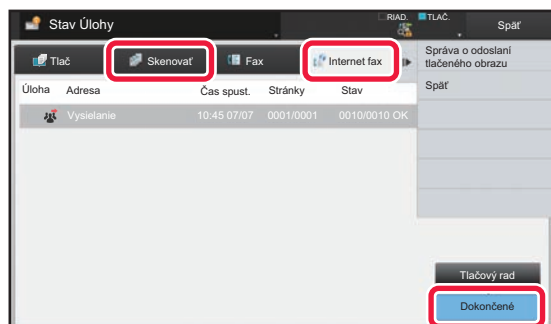 Stav Úlohy
RIAD.
TLAČ.
Späť
Tlač
Skenovať
Fax
Internet fax
Správa o odoslaní
tlačeného obrazu
Späť
Úloha Adresa Čas spust. Stránky Stav
Vysielanie 10:45 07/07 0001/0001 0010/0010 OK
Tlačový rad
Dokončené